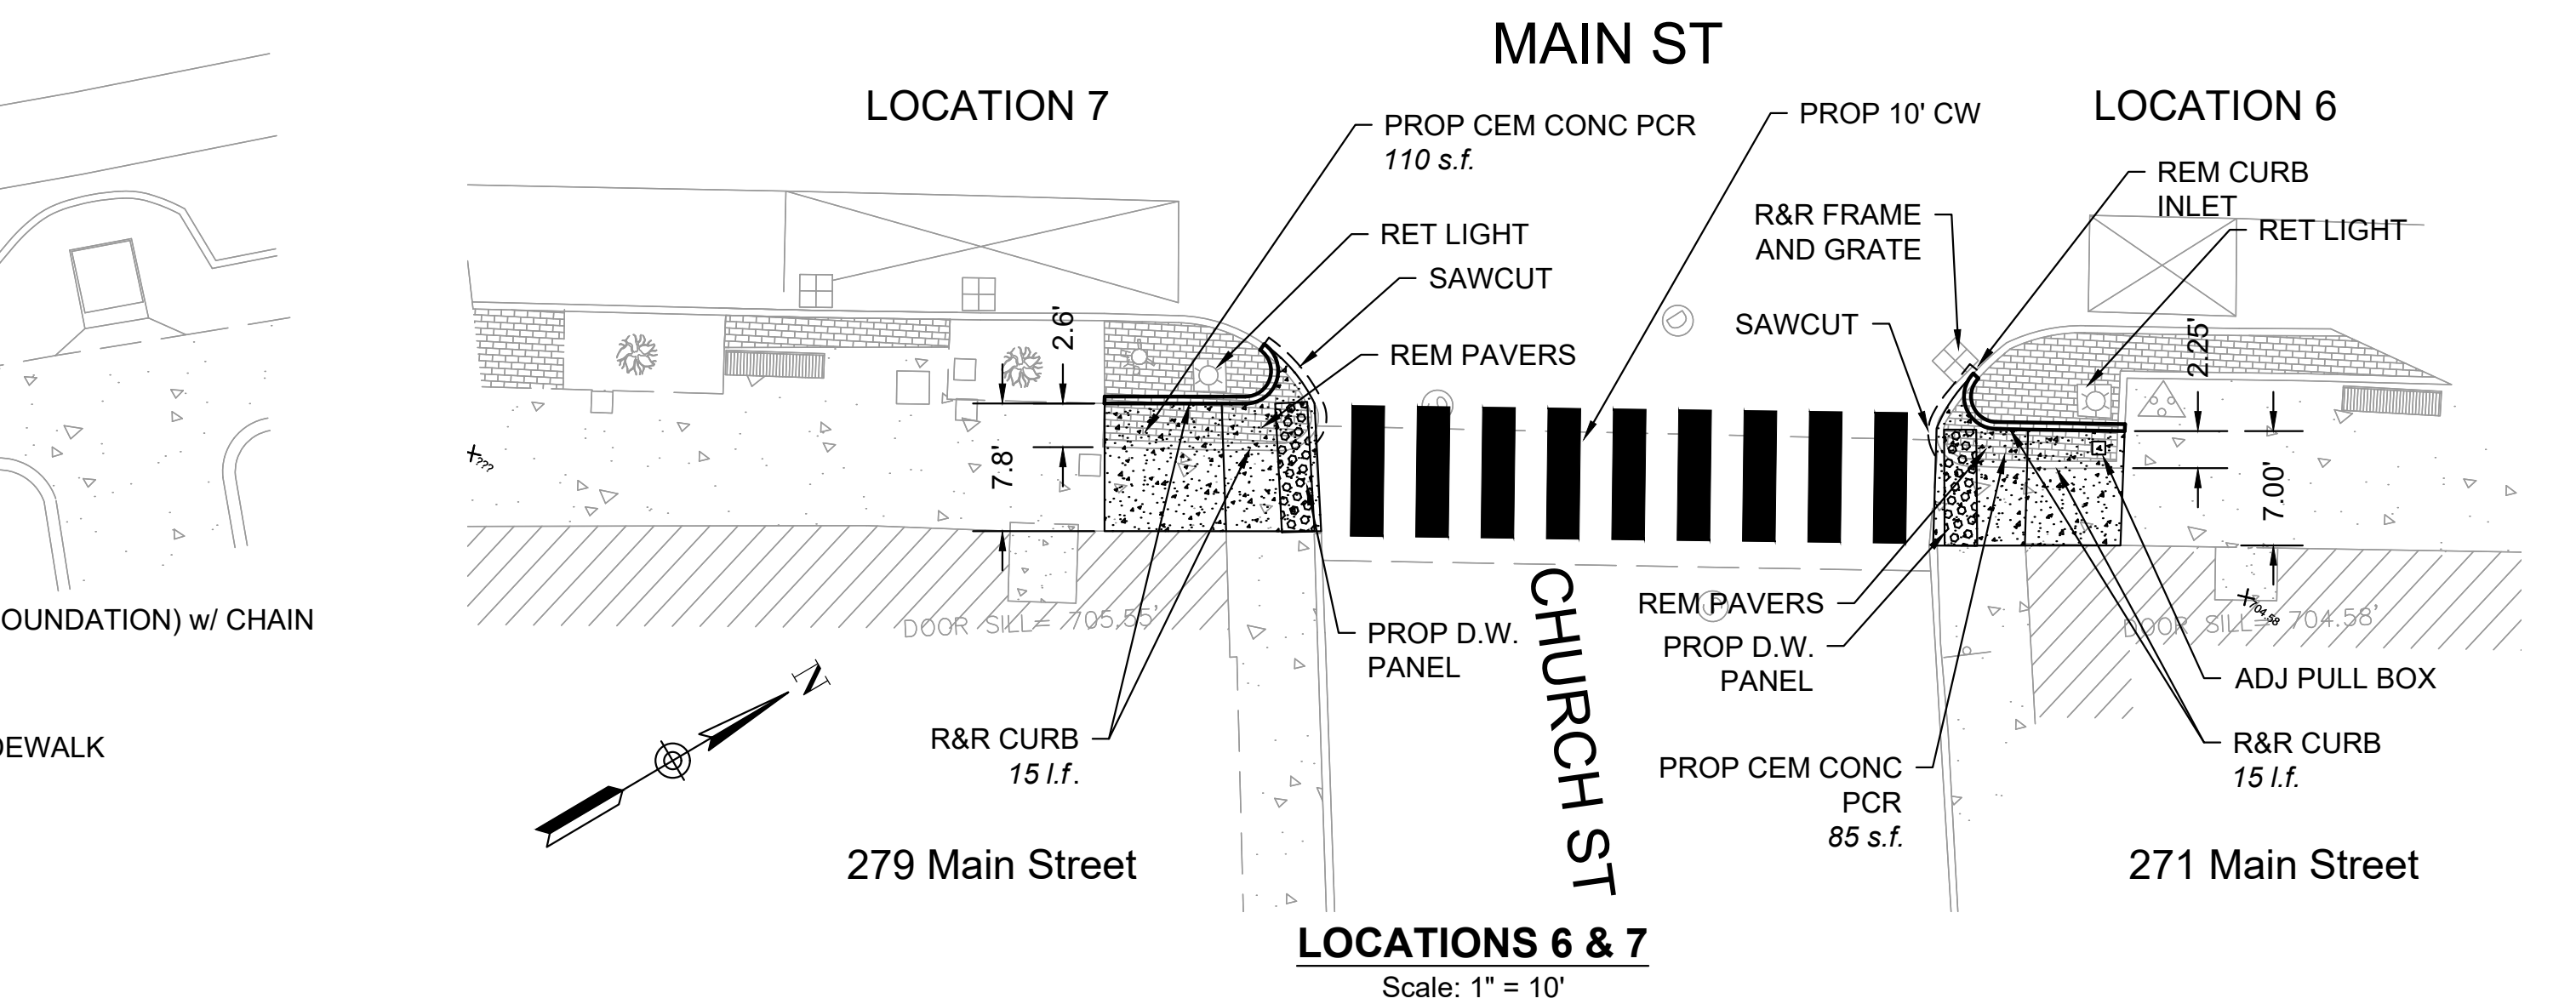 MAIN ST
LOCATION 7
LOCATION 6
PROP CEM CONC PCR
110 s.f.
PROP 10' CW
REM CURB
INLET
R&R FRAME
AND GRATE
RET LIGHT
RET LIGHT
SAWCUT
SAWCUT
REM PAVERS
2.6'
7.8'
2.25'
7.00'
???
DOOR SILL= 705.55'
DOOR SILL= 704.58'
704.58
OUNDATION) w/ CHAIN
EWALK
PROP D.W.
PANEL
REM PAVERS
PROP D.W.
PANEL
CHURCH ST
ADJ PULL BOX
R&R CURB
15 l.f.
R&R CURB
15 l.f.
PROP CEM CONC
PCR
85 s.f.
N
279 Main Street
271 Main Street
LOCATIONS 6 & 7
Scale: 1" = 10'